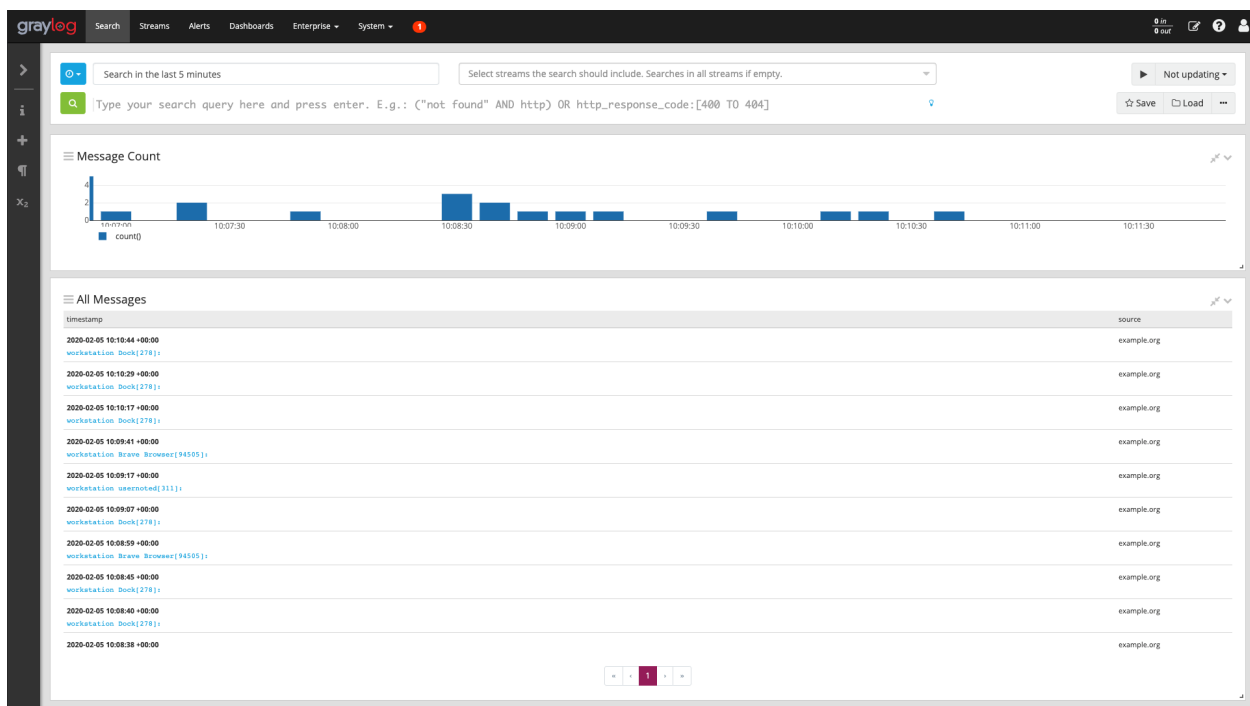 graylog Search Streams Alerts Dashboards Enterprise System 1 0 in
0 out
Search in the last 5 minutes Select streams the search should include. Searches in all streams if empty. Not updating
Type your search query here and press enter. E.g.: ("not found" AND http) OR http_response_code:[400 TO 404] Save Load
Message Count
4
2
0
10:07:00 10:07:30 10:08:00 10:08:30 10:09:00 10:09:30 10:10:00 10:10:30 10:11:00 10:11:30
count()
All Messages
timestamp source
2020-02-05 10:10:44 +00:00 example.org
workstation Dock[278]:
2020-02-05 10:10:29 +00:00 example.org
workstation Dock[278]:
2020-02-05 10:10:17 +00:00 example.org
workstation Dock[278]:
2020-02-05 10:09:41 +00:00 example.org
workstation Brave Browser[94505]:
2020-02-05 10:09:17 +00:00 example.org
workstation usernoted[311]:
2020-02-05 10:09:07 +00:00 example.org
workstation Dock[278]:
2020-02-05 10:08:59 +00:00 example.org
workstation Brave Browser[94505]:
2020-02-05 10:08:45 +00:00 example.org
workstation Dock[278]:
2020-02-05 10:08:40 +00:00 example.org
workstation Dock[278]:
2020-02-05 10:08:38 +00:00 example.org
« ‹ 1 › »